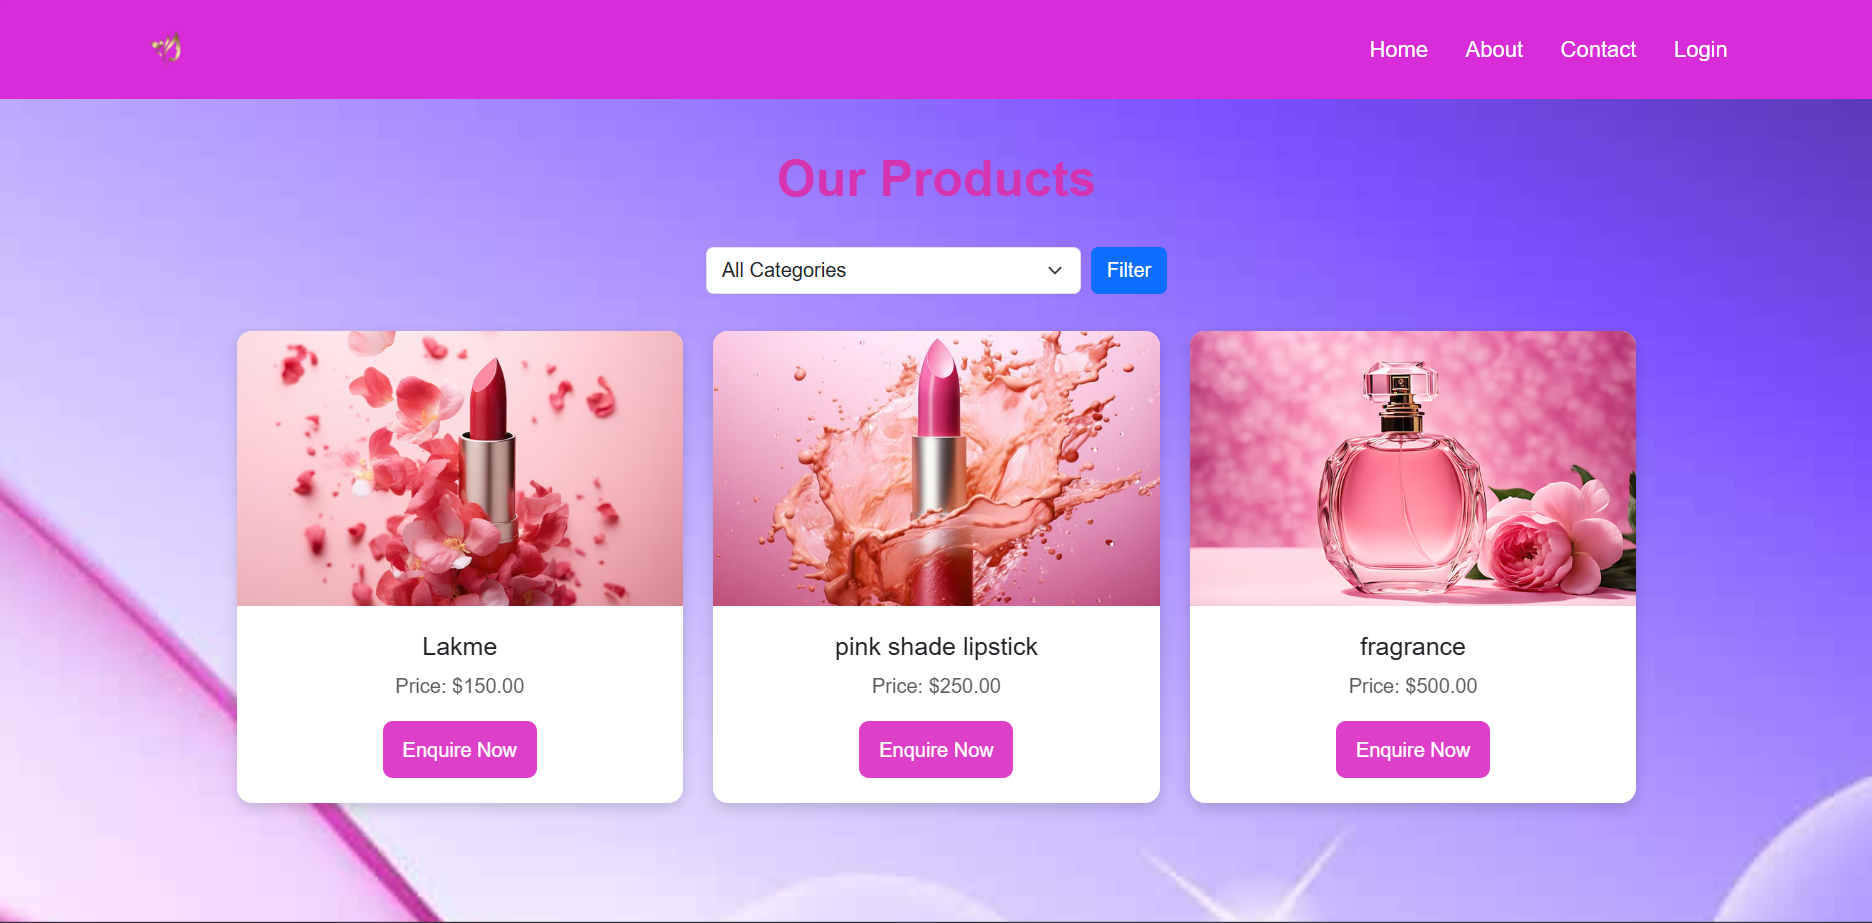 Home About Contact Login
Our Products
All Categories Filter
Lakme
Price: $150.00
Enquire Now
pink shade lipstick
Price: $250.00
Enquire Now
fragrance
Price: $500.00
Enquire Now